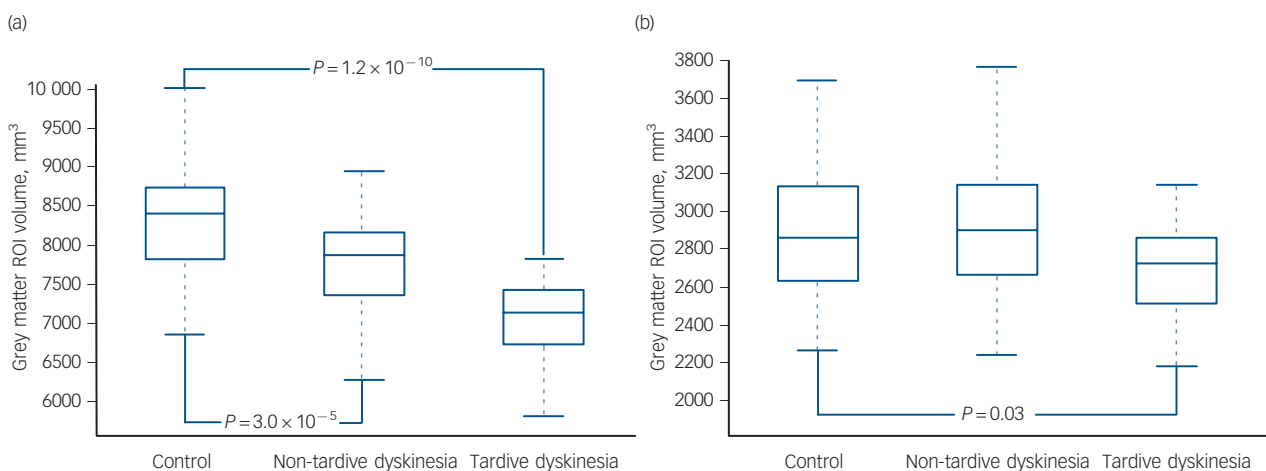 (a)
Grey matter ROI volume, mm³
10 000
9500
9000
8500
8000
7500
7000
6500
6000
P = 1.2 × 10⁻¹⁰
P = 3.0 × 10⁻⁵
Control
Non-tardive dyskinesia
Tardive dyskinesia
(b)
Grey matter ROI volume, mm³
3800
3600
3400
3200
3000
2800
2600
2400
2200
2000
P = 0.03
Control
Non-tardive dyskinesia
Tardive dyskinesia